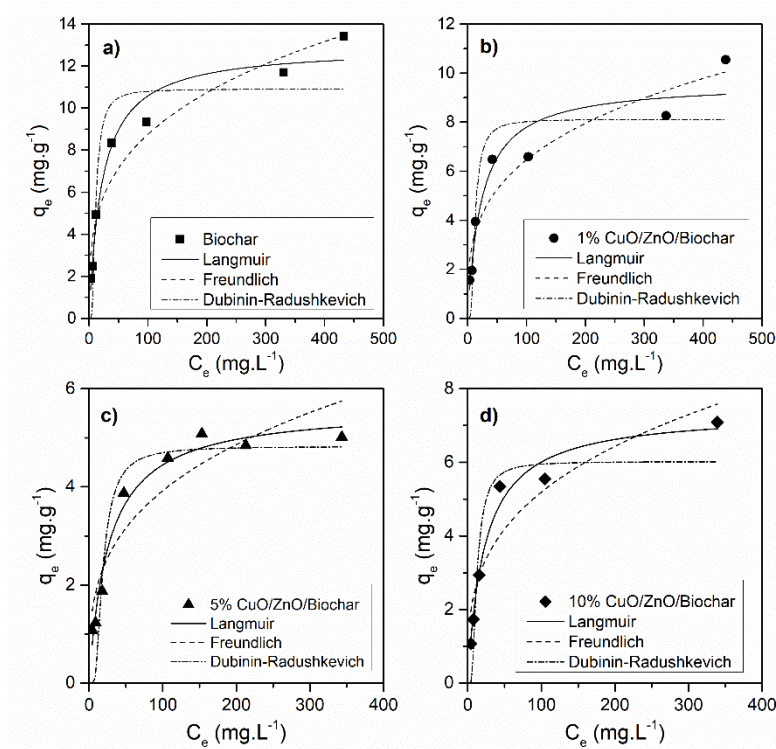 a)
14
12
10
8
6
4
2
0
qe (mg.g-1)
Biochar
Langmuir
Freundlich
Dubinin-Radushkevich
0 100 200 300 400 500
Ce (mg.L-1)
b)
12
10
8
6
4
2
0
qe (mg.g-1)
1% CuO/ZnO/Biochar
Langmuir
Freundlich
Dubinin-Radushkevich
0 100 200 300 400 500
Ce (mg.L-1)
c)
6
4
2
0
qe (mg.g-1)
5% CuO/ZnO/Biochar
Langmuir
Freundlich
Dubinin-Radushkevich
0 100 200 300 400
Ce (mg.L-1)
d)
8
7
6
5
4
3
2
1
0
qe (mg.g-1)
10% CuO/ZnO/Biochar
Langmuir
Freundlich
Dubinin-Radushkevich
0 100 200 300 400
Ce (mg.L-1)